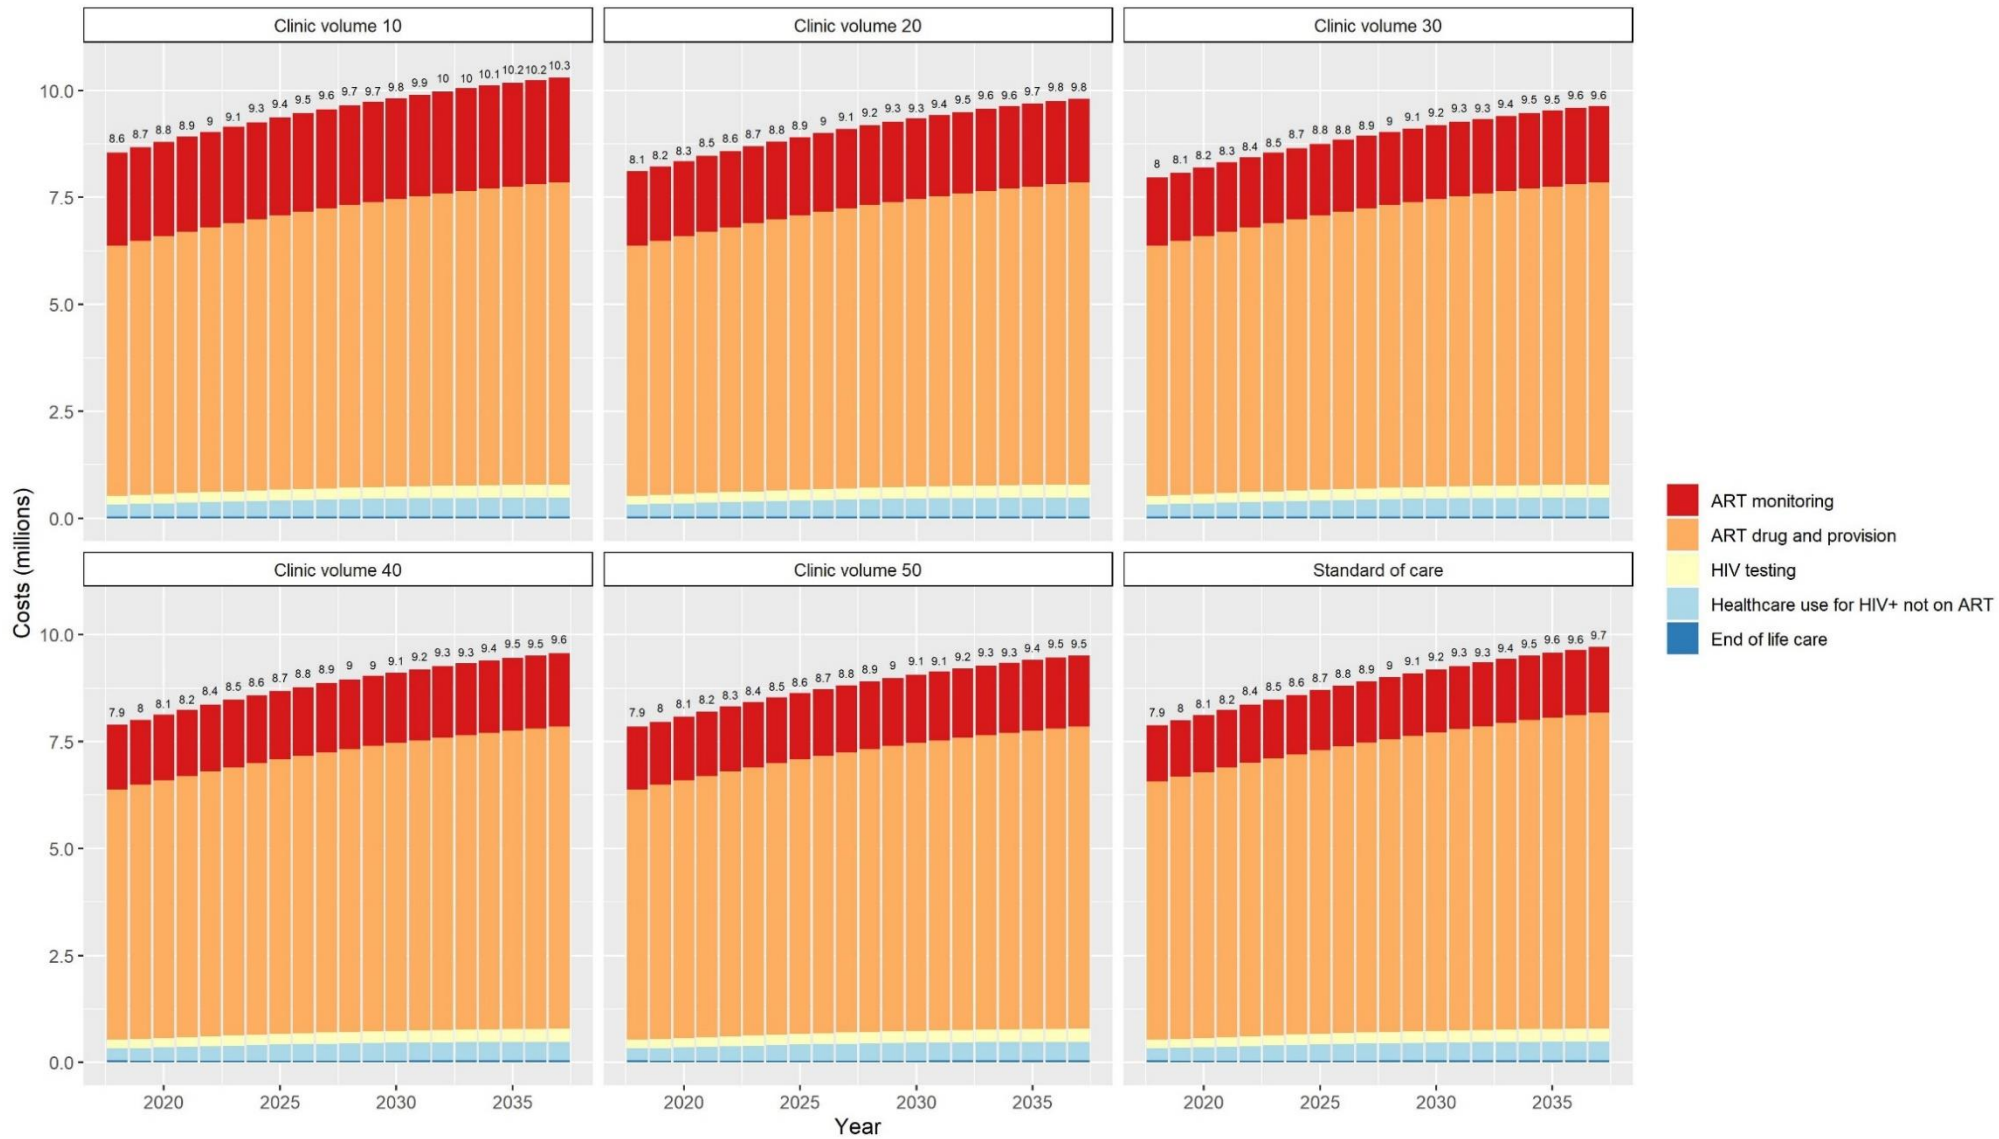 Clinic volume 10
Clinic volume 20
Clinic volume 30
8.6 8.7 8.8 8.9 9 9.1 9.3 9.4 9.5 9.6 9.7 9.7 9.8 9.9 10 10 10.1 10.2 10.2 10.3
8.1 8.2 8.3 8.5 8.6 8.7 8.8 8.9 9 9.1 9.2 9.3 9.3 9.4 9.5 9.6 9.6 9.7 9.8 9.8
8 8.1 8.2 8.3 8.4 8.5 8.7 8.8 8.8 8.9 9 9.1 9.2 9.3 9.3 9.4 9.5 9.5 9.6 9.6
10.0
7.5
5.0
2.5
0.0
Clinic volume 40
Clinic volume 50
Standard of care
7.9 8 8.1 8.2 8.4 8.5 8.6 8.7 8.8 8.9 9 9 9.1 9.2 9.3 9.3 9.4 9.5 9.5 9.6
7.9 8 8.1 8.2 8.3 8.4 8.5 8.6 8.7 8.8 8.9 9 9.1 9.1 9.2 9.3 9.3 9.4 9.5 9.5
7.9 8 8.1 8.2 8.4 8.5 8.6 8.7 8.8 8.9 9 9.1 9.2 9.3 9.3 9.4 9.5 9.6 9.6 9.7
10.0
7.5
5.0
2.5
0.0
2020 2025 2030 2035
2020 2025 2030 2035
2020 2025 2030 2035
Year
Costs (millions)
ART monitoring
ART drug and provision
HIV testing
Healthcare use for HIV+ not on ART
End of life care